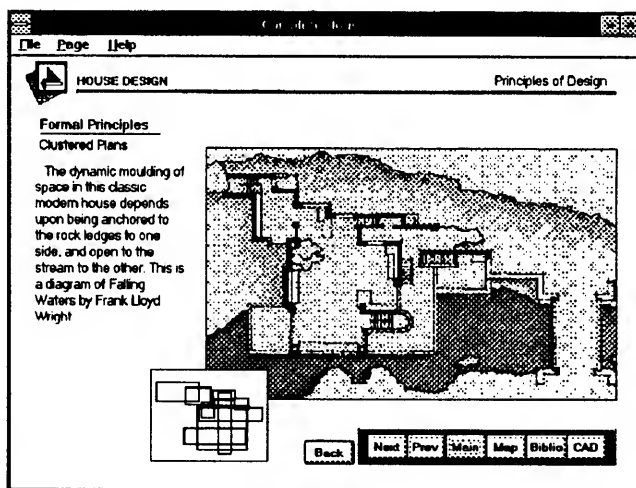 File Page Help
HOUSE DESIGN
Principles of Design
Formal Principles
Clustered Plans
The dynamic moulding of
space in this classic
modern house depends
upon being anchored to
the rock ledges to one
side, and open to the
stream to the other. This is
a diagram of Falling
Waters by Frank Lloyd
Wright
Back Next Prev Main Map Biblio CAD